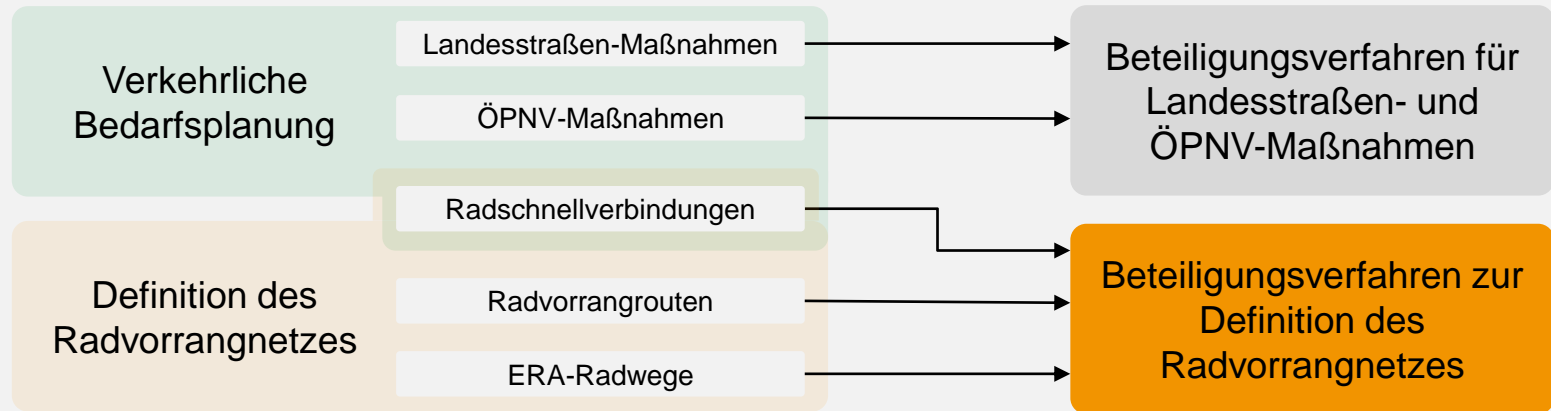 Verkehrliche
Bedarfsplanung
Landesstraßen-Maßnahmen
ÖPNV-Maßnahmen
Radschnellverbindungen
Definition des
Radvorrangnetzes
Radvorrangrouten
ERA-Radwege
Beteiligungsverfahren für
Landesstraßen- und
ÖPNV-Maßnahmen
Beteiligungsverfahren zur
Definition des
Radvorrangnetzes